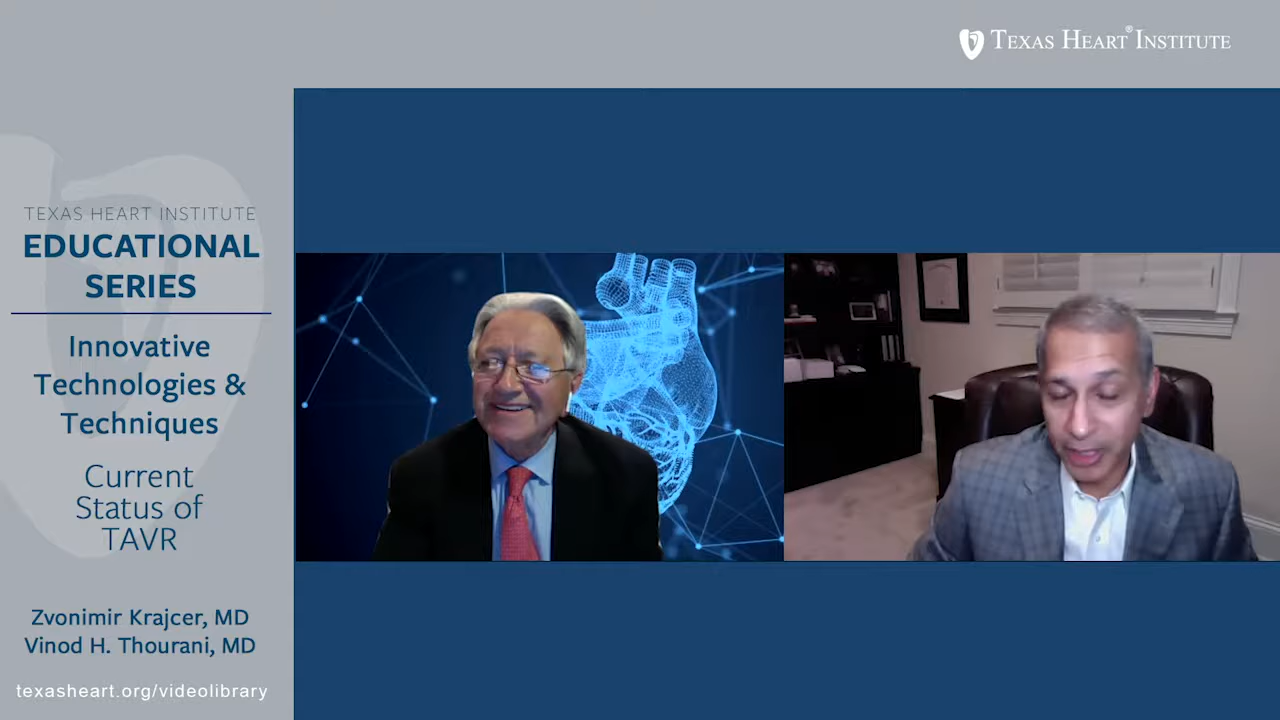 TEXAS HEART® INSTITUTE
TEXAS HEART INSTITUTE
EDUCATIONAL
SERIES
Innovative
Technologies &
Techniques
Current
Status of
TAVR
Zvonimir Krajcer, MD
Vinod H. Thourani, MD
texasheart.org/videolibrary